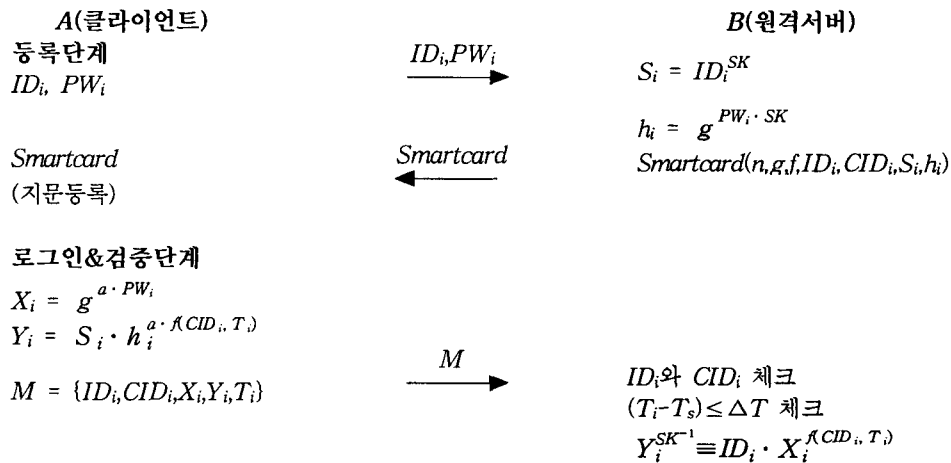 A(클라이언트) B(원격서버)
등록단계
ID_i, PW_i
ID_i,PW_i
S_i = ID_i^{SK}
h_i = g^{PW_i · SK}
Smartcard
(지문등록)
Smartcard
Smartcard(n,g,f,ID_i,CID_i,S_i,h_i)
로그인&검증단계
X_i = g^{a · PW_i}
Y_i = S_i · h_i^{a · f(CID_i, T_i)}
M = {ID_i,CID_i,X_i,Y_i,T_i}
M
ID_i와 CID_i 체크
(T_i-T_s)≤△T 체크
Y_i^{SK^{-1}}≡ID_i · X_i^{f(CID_i, T_i)}